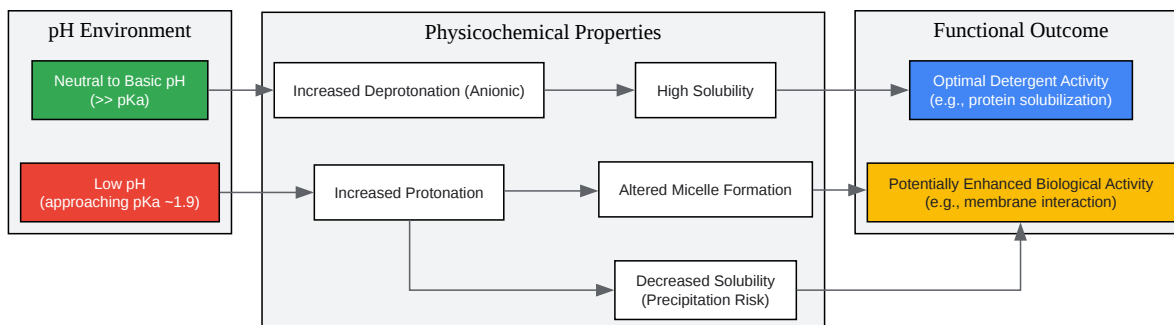 pH Environment
Physicochemical Properties
Functional Outcome
Neutral to Basic pH
(>> pKa)
Increased Deprotonation (Anionic)
High Solubility
Optimal Detergent Activity
(e.g., protein solubilization)
Low pH
(approaching pKa ~1.9)
Increased Protonation
Altered Micelle Formation
Potentially Enhanced Biological Activity
(e.g., membrane interaction)
Decreased Solubility
(Precipitation Risk)